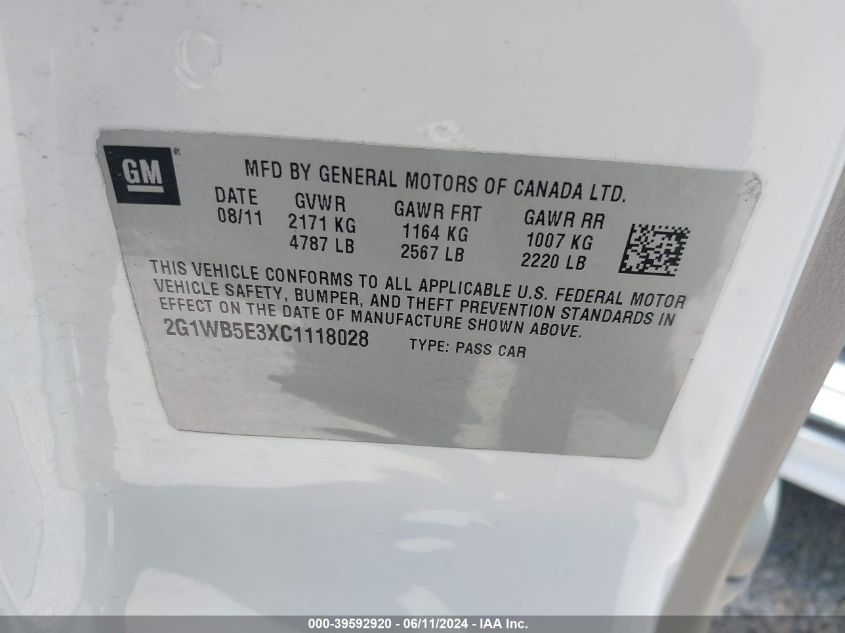 GM®
MFD BY GENERAL MOTORS OF CANADA LTD.
DATE GVWR GAWR FRT GAWR RR
08/11 2171 KG 1164 KG 1007 KG
4787 LB 2567 LB 2220 LB
THIS VEHICLE CONFORMS TO ALL APPLICABLE U.S. FEDERAL MOTOR
VEHICLE SAFETY, BUMPER, AND THEFT PREVENTION STANDARDS IN
EFFECT ON THE DATE OF MANUFACTURE SHOWN ABOVE.
2G1WB5E3XC1118028 TYPE: PASS CAR
000-39592920 - 06/11/2024 - IAA Inc.